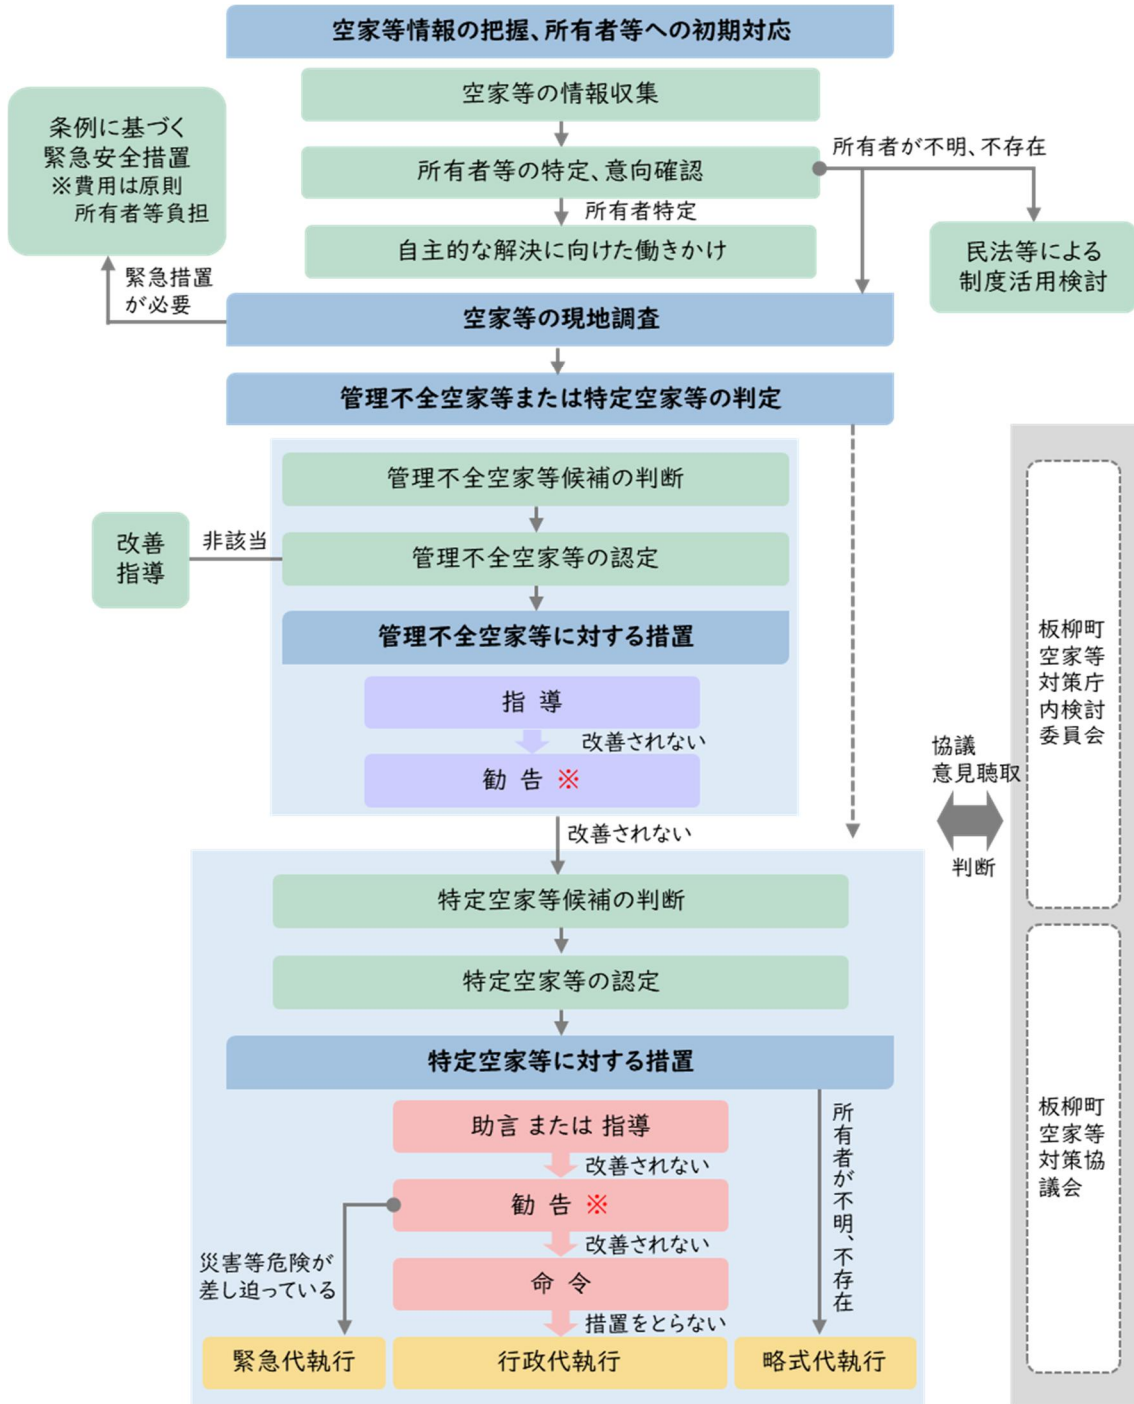 空家等情報の把握、所有者等への初期対応
空家等の情報収集
条例に基づく
緊急安全措置
※費用は原則
所有者等負担
所有者等の特定、意向確認
所有者が不明、不存在
所有者特定
自主的な解決に向けた働きかけ
民法等による
制度活用検討
緊急措置
が必要
空家等の現地調査
管理不全空家等または特定空家等の判定
管理不全空家等候補の判断
改善
指導
非該当
管理不全空家等の認定
管理不全空家等に対する措置
指 導
改善されない
勧 告 ※
改善されない
板柳町
空家等
対策庁
内検討
委員会
協議
意見聴取
判断
特定空家等候補の判断
特定空家等の認定
特定空家等に対する措置
助言 または 指導
改善されない
勧 告 ※
改善されない
命 令
措置をとらない
災害等危険が
差し迫っている
所有者が不明、不存在
緊急代執行
行政代執行
略式代執行
板柳町
空家等
対策協
議会